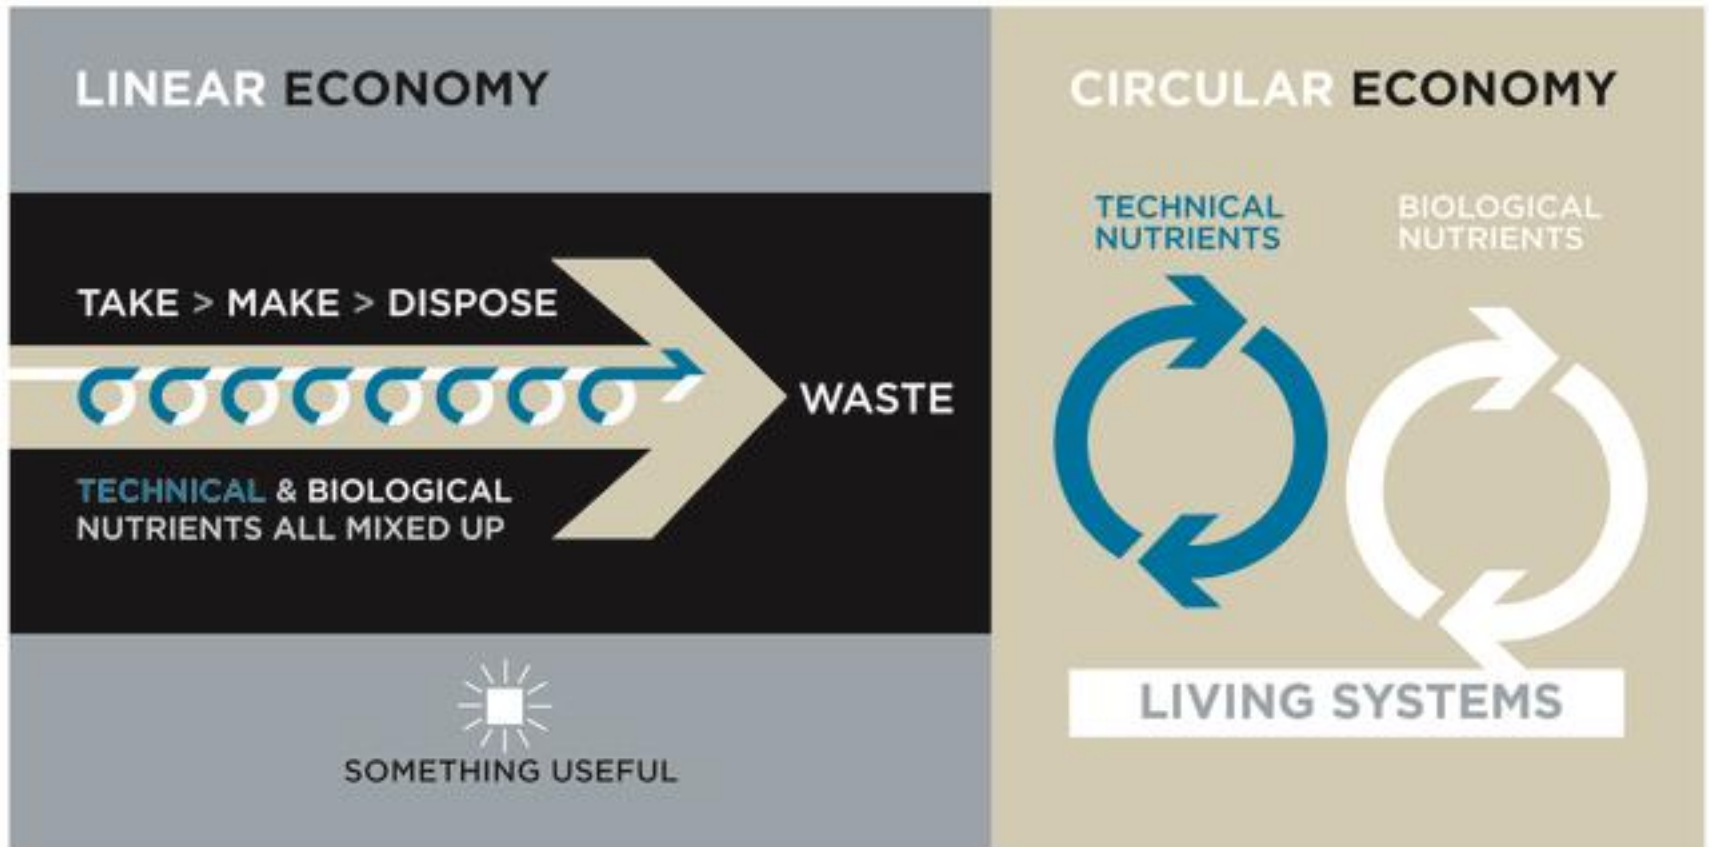 LINEAR ECONOMY
TAKE > MAKE > DISPOSE
WASTE
TECHNICAL & BIOLOGICAL
NUTRIENTS ALL MIXED UP
SOMETHING USEFUL
CIRCULAR ECONOMY
TECHNICAL
NUTRIENTS
BIOLOGICAL
NUTRIENTS
LIVING SYSTEMS